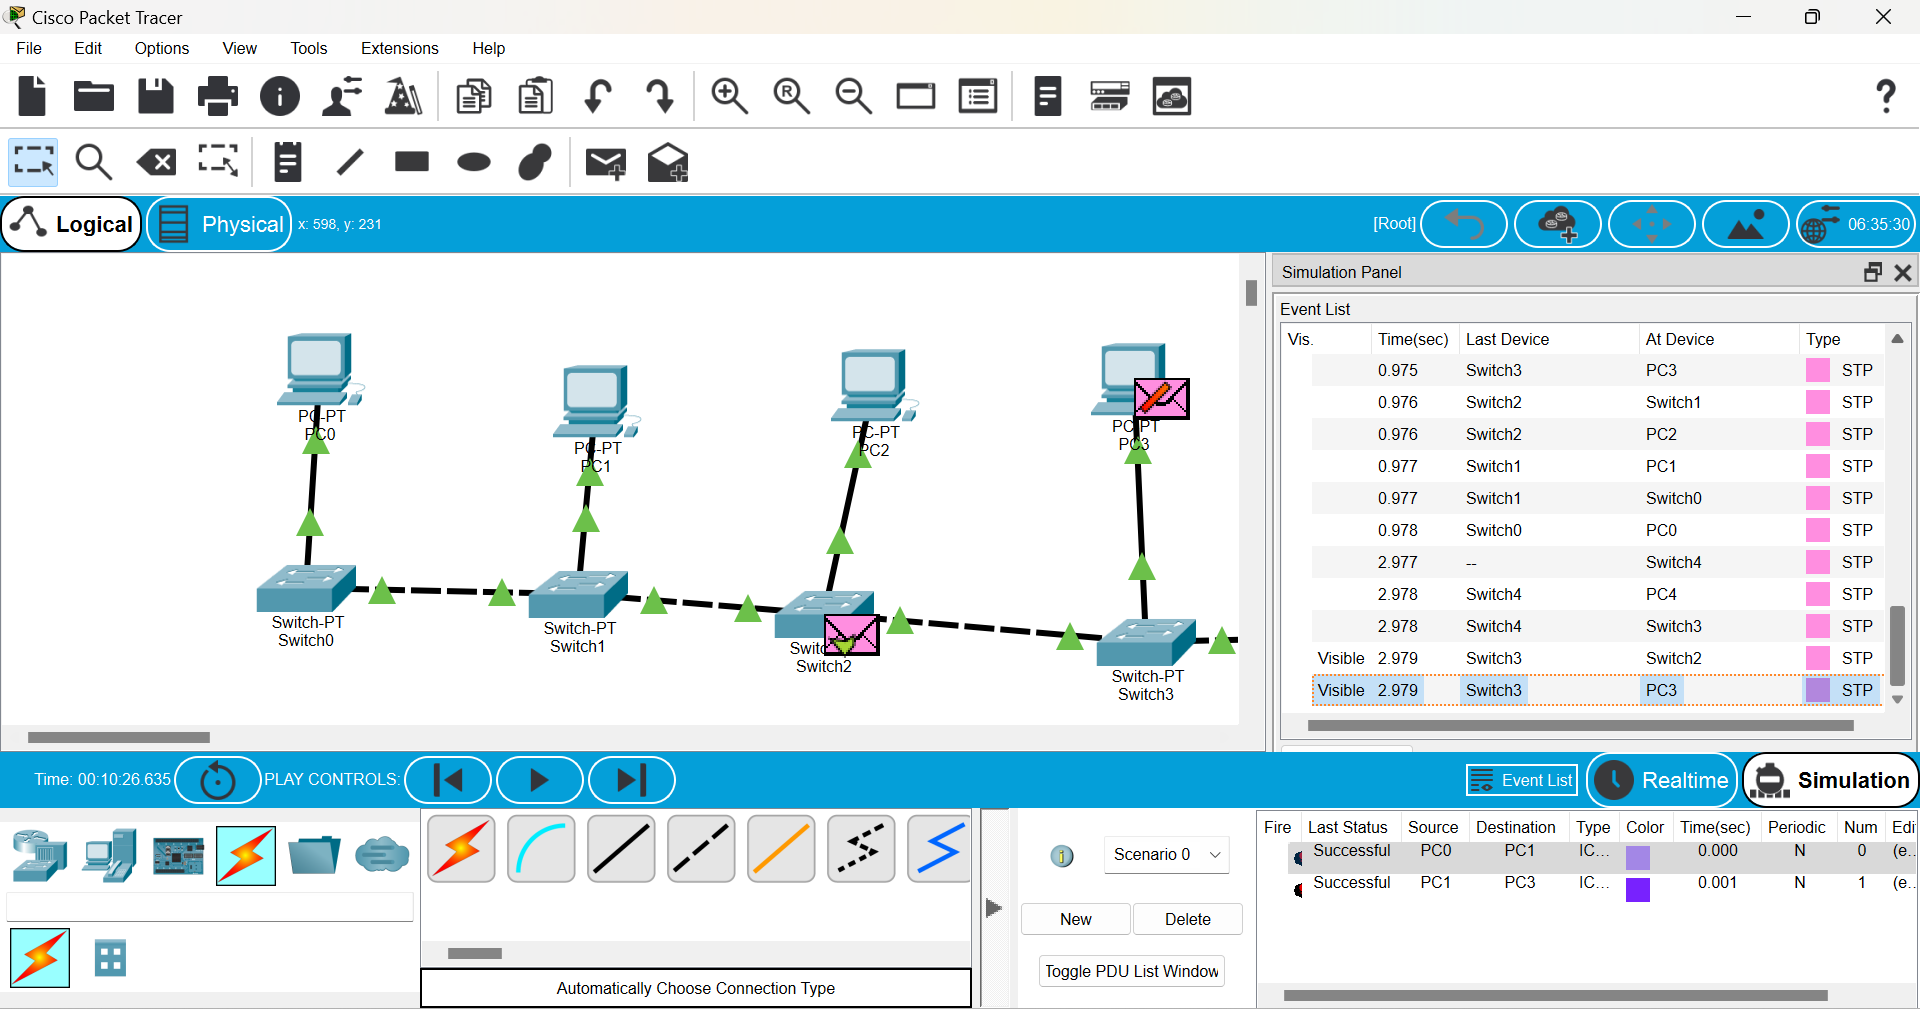 Cisco Packet Tracer
File Edit Options View Tools Extensions Help
Logical Physical x: 598, y: 231 [Root] 06:35:30
Simulation Panel
Event List
Vis. Time(sec) Last Device At Device Type
0.975 Switch3 PC3 STP
0.976 Switch2 Switch1 STP
0.976 Switch2 PC2 STP
0.977 Switch1 PC1 STP
0.977 Switch1 Switch0 STP
0.978 Switch0 PC0 STP
2.977 -- Switch4 STP
2.978 Switch4 PC4 STP
2.978 Switch4 Switch3 STP
Visible 2.979 Switch3 Switch2 STP
Visible 2.979 Switch3 PC3 STP
PC-PT
PC0
PC-PT
PC1
PC-PT
PC2
PC-PT
PC3
Switch-PT
Switch0
Switch-PT
Switch1
Switc
Switch2
Switch-PT
Switch3
Time: 00:10:26.635 PLAY CONTROLS: Event List Realtime Simulation
Automatically Choose Connection Type
Scenario 0
New Delete
Toggle PDU List Window
Fire Last Status Source Destination Type Color Time(sec) Periodic Num Edi
Successful PC0 PC1 IC... 0.000 N 0 (e...
Successful PC1 PC3 IC... 0.001 N 1 (e...